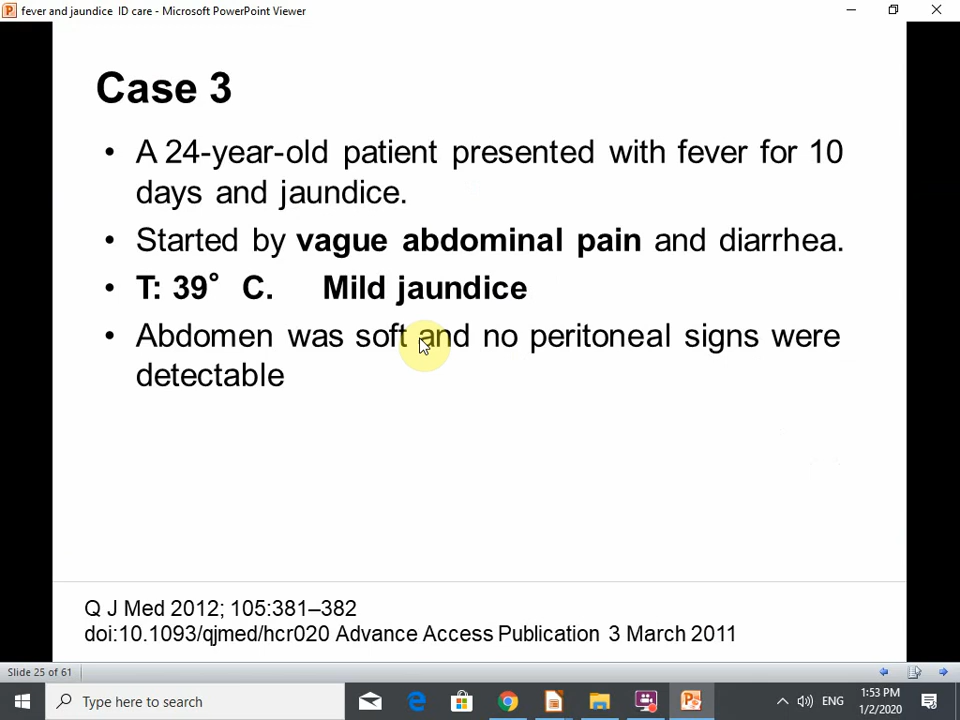 fever and jaundice ID care - Microsoft PowerPoint Viewer
Case 3
• A 24-year-old patient presented with fever for 10
days and jaundice.
• Started by vague abdominal pain and diarrhea.
• T: 39° C. Mild jaundice
• Abdomen was soft and no peritoneal signs were
detectable
Q J Med 2012; 105:381–382
doi:10.1093/qjmed/hcr020 Advance Access Publication 3 March 2011
Slide 25 of 61
Type here to search
ENG
1:53 PM
1/2/2020